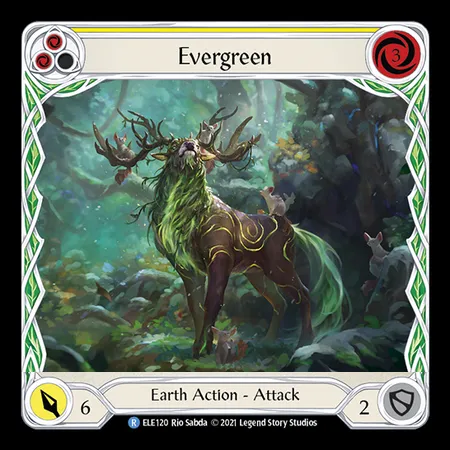 Evergreen
3
6
Earth Action - Attack
2
R ELE120 Rio Sabda © 2021 Legend Story Studios